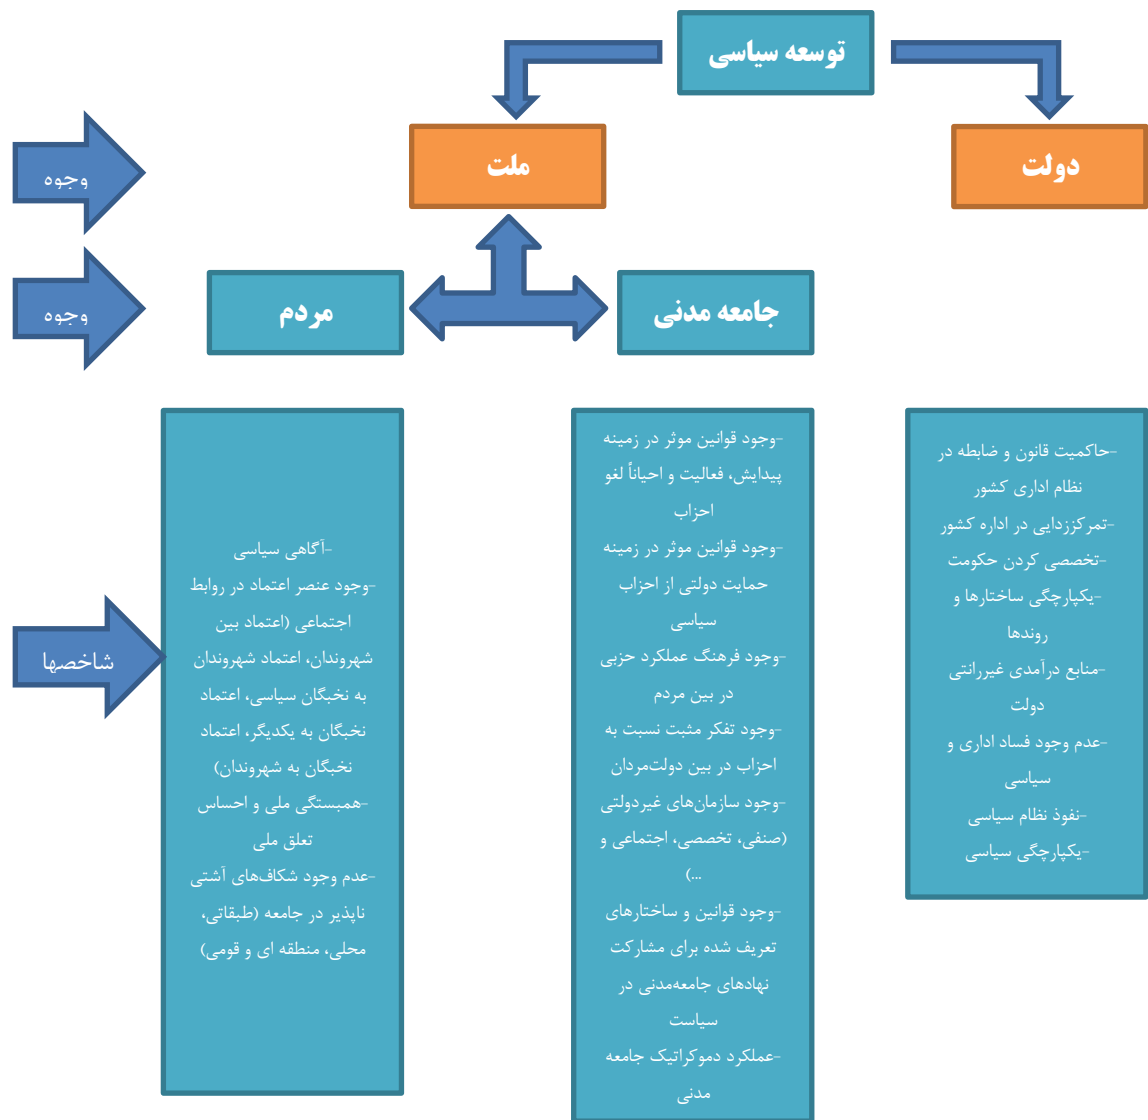 توسعه سیاسی
دولت
ملت
وجوه
جامعه مدنی
مردم
وجوه
-حاکمیت قانون و ضابطه در
نظام اداری کشور
-تمرکززدایی در اداره کشور
-تخصصی کردن حکومت
-یکپارچگی ساختارها و
روندها
-منابع درآمدی غیررانتی
دولت
-عدم وجود فساد اداری و
سیاسی
-نفوذ نظام سیاسی
-یکپارچگی سیاسی
-وجود قوانین موثر در زمینه
پیدایش، فعالیت و احیاناً لغو
احزاب
-وجود قوانین موثر در زمینه
حمایت دولتی از احزاب
سیاسی
-وجود فرهنگ عملکرد حزبی
در بین مردم
-وجود تفکر مثبت نسبت به
احزاب در بین دولت‌مردان
-وجود سازمان‌های غیردولتی
(صنفی، تخصصی، اجتماعی و
...)
-وجود قوانین و ساختارهای
تعریف شده برای مشارکت
نهادهای جامعه‌مدنی در
سیاست
-عملکرد دموکراتیک جامعه
مدنی
-آگاهی سیاسی
-وجود عنصر اعتماد در روابط
اجتماعی (اعتماد بین
شهروندان، اعتماد شهروندان
به نخبگان سیاسی، اعتماد
نخبگان به یکدیگر، اعتماد
نخبگان به شهروندان)
-همبستگی ملی و احساس
تعلق ملی
-عدم وجود شکاف‌های آشتی
ناپذیر در جامعه (طبقاتی،
محلی، منطقه ای و قومی)
شاخصها